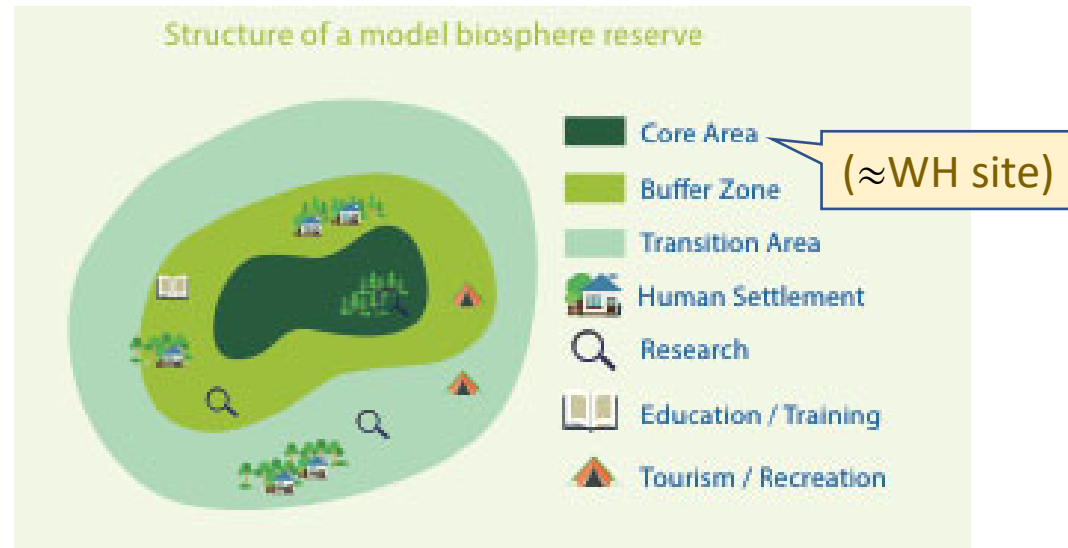 Structure of a model biosphere reserve
Core Area
(≈WH site)
Buffer Zone
Transition Area
Human Settlement
Research
Education / Training
Tourism / Recreation